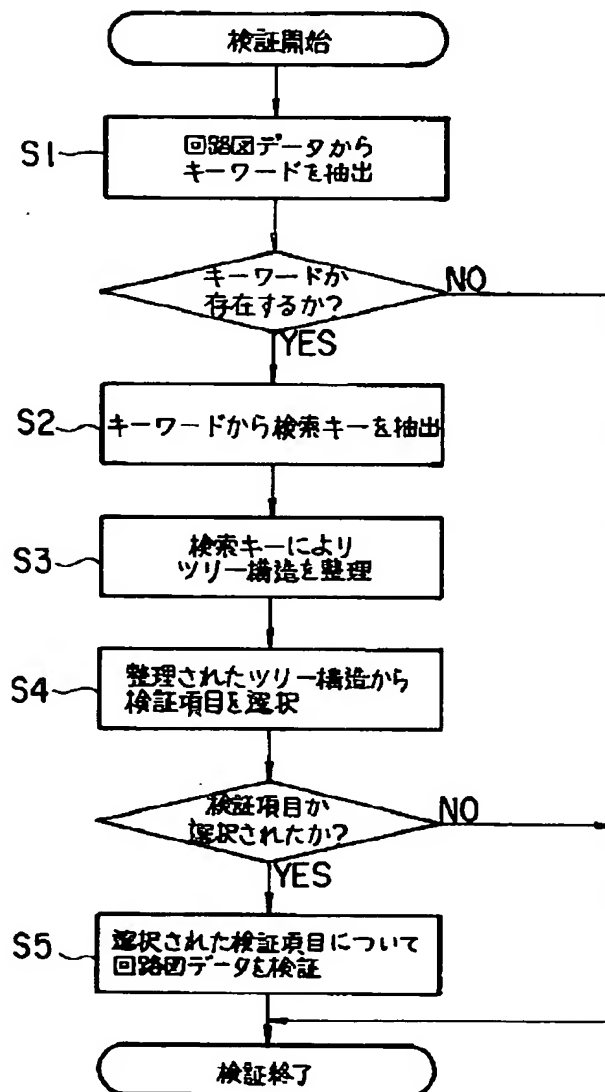 検証開始
S1
回路図データから
キーワードを抽出
キーワードが
存在するか?
NO
YES
S2
キーワードから検索キーを抽出
S3
検索キーにより
ツリー構造を整理
S4
整理されたツリー構造から
検証項目を選択
検証項目が
選択されたか?
NO
YES
S5
選択された検証項目について
回路図データを検証
検証終了